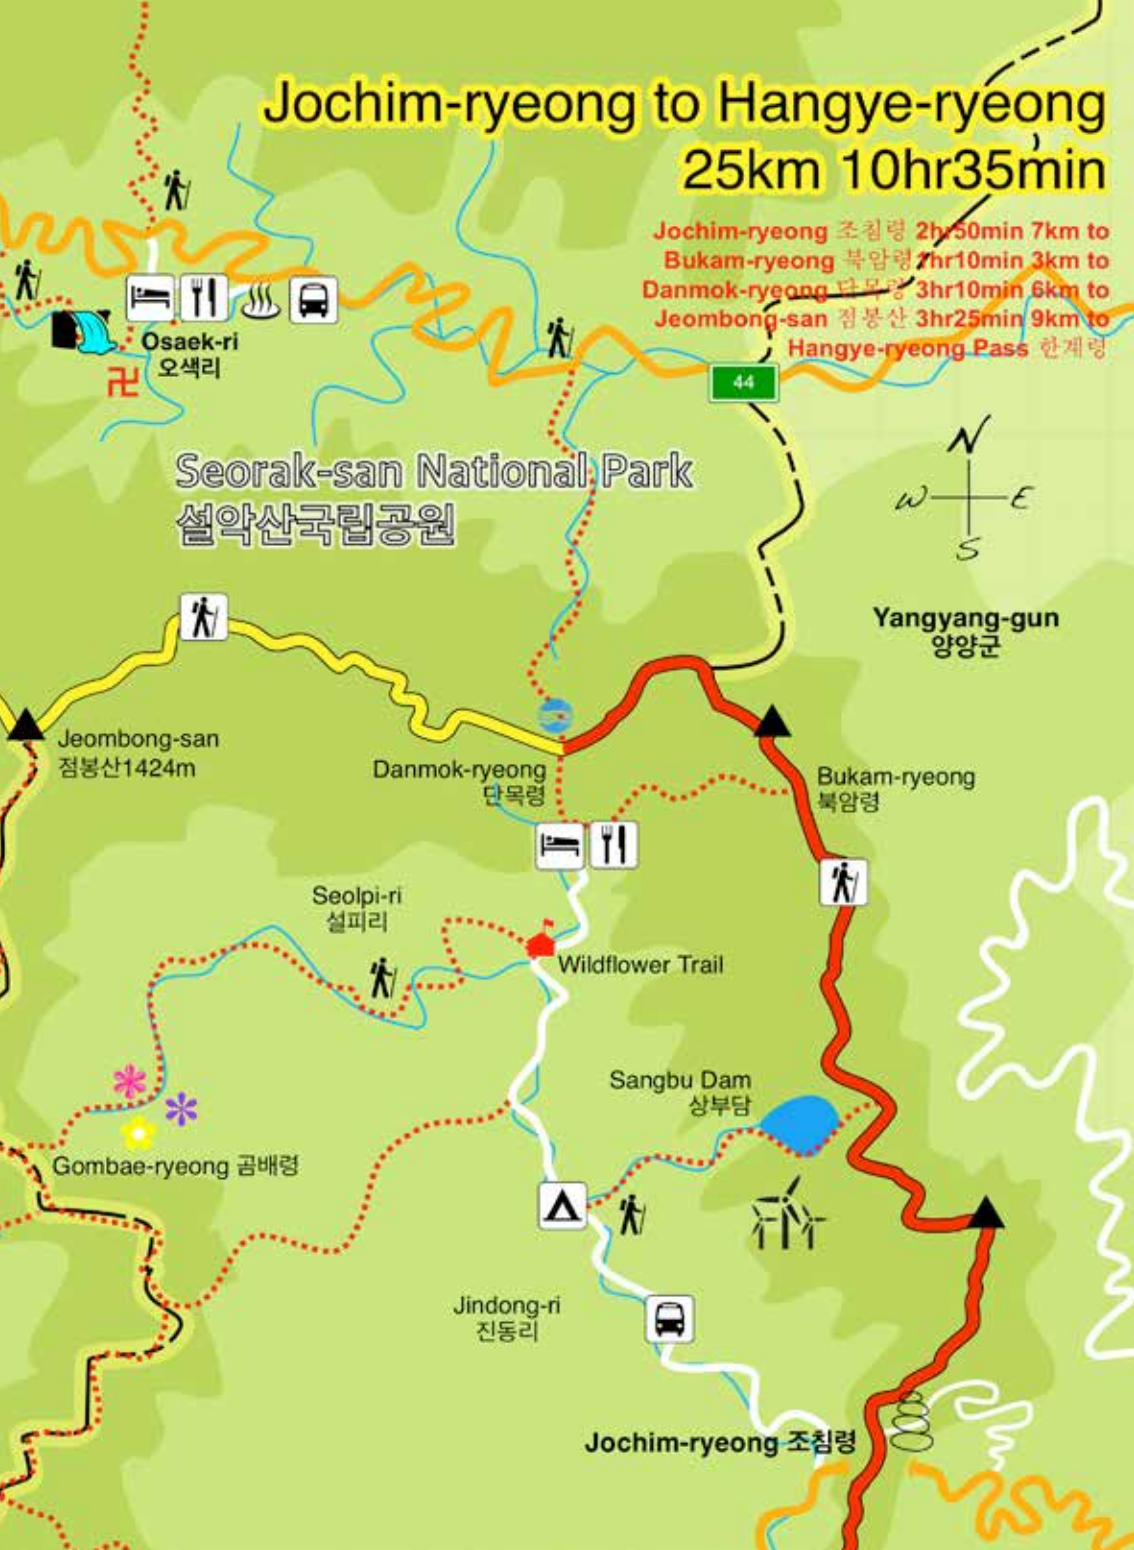 Jochim-ryeong to Hangye-ryeong
25km 10hr35min
Jochim-ryeong 조침령 2hr50min 7km to
Bukam-ryeong 북암령 1hr10min 3km to
Danmok-ryeong 단목령 3hr10min 6km to
Jeombong-san 점봉산 3hr25min 9km to
Hangye-ryeong Pass 한계령
Osaek-ri
오색리
44
Seorak-san National Park
설악산국립공원
N
W E
S
Yangyang-gun
양양군
Jeombong-san
점봉산1424m
Danmok-ryeong
단목령
Bukam-ryeong
북암령
Seolpi-ri
설피리
Wildflower Trail
Sangbu Dam
상부담
Gombae-ryeong 곰배령
Jindong-ri
진동리
Jochim-ryeong 조침령